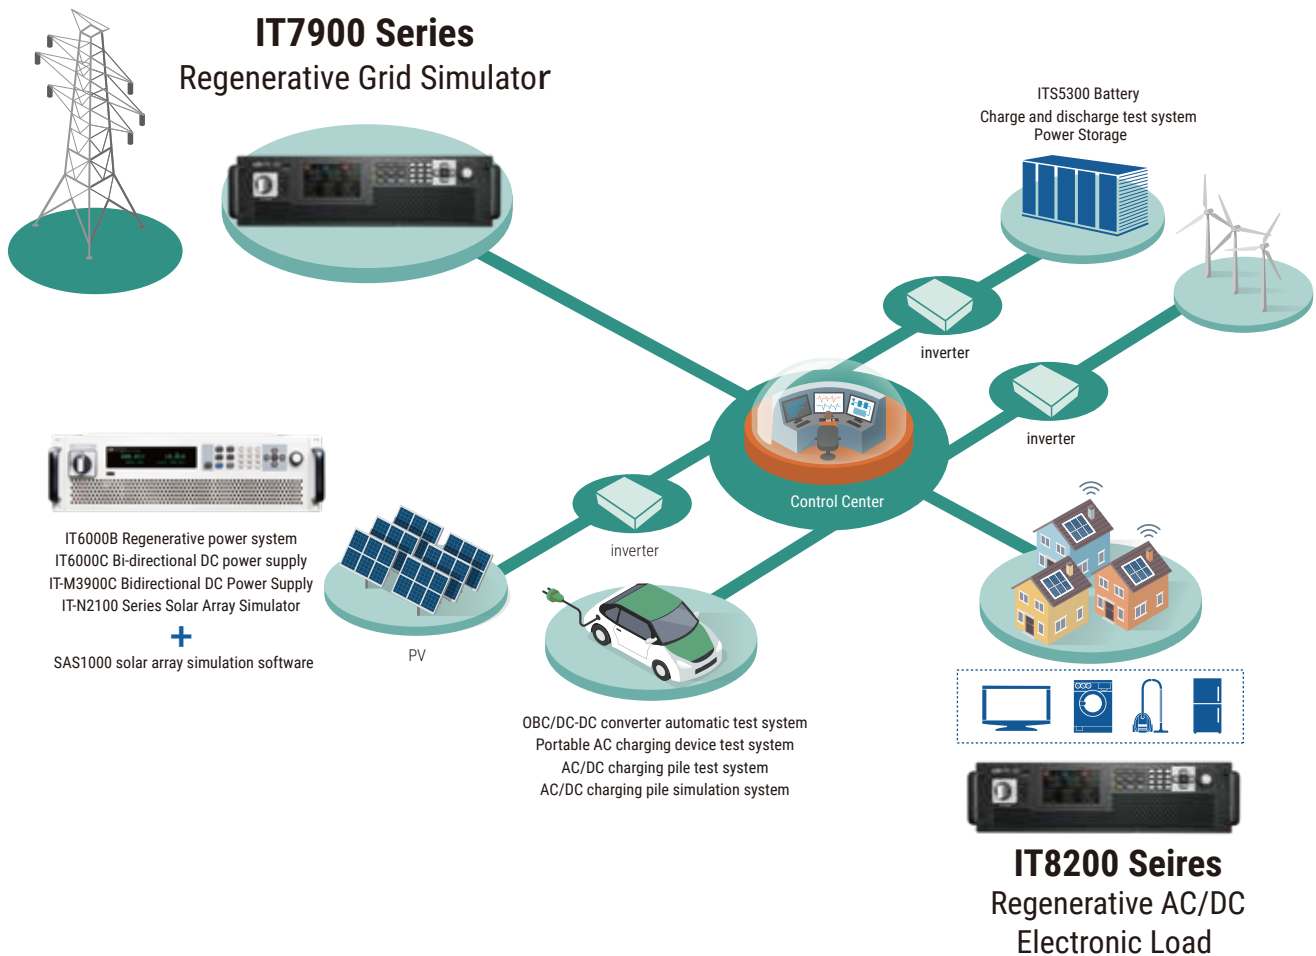 IT7900 Series
Regenerative Grid Simulator
ITS5300 Battery
Charge and discharge test system
Power Storage
inverter
inverter
Control Center
inverter
IT6000B Regenerative power system
IT6000C Bi-directional DC power supply
IT-M3900C Bidirectional DC Power Supply
IT-N2100 Series Solar Array Simulator
+
SAS1000 solar array simulation software
PV
OBC/DC-DC converter automatic test system
Portable AC charging device test system
AC/DC charging pile test system
AC/DC charging pile simulation system
IT8200 Seires
Regenerative AC/DC
Electronic Load